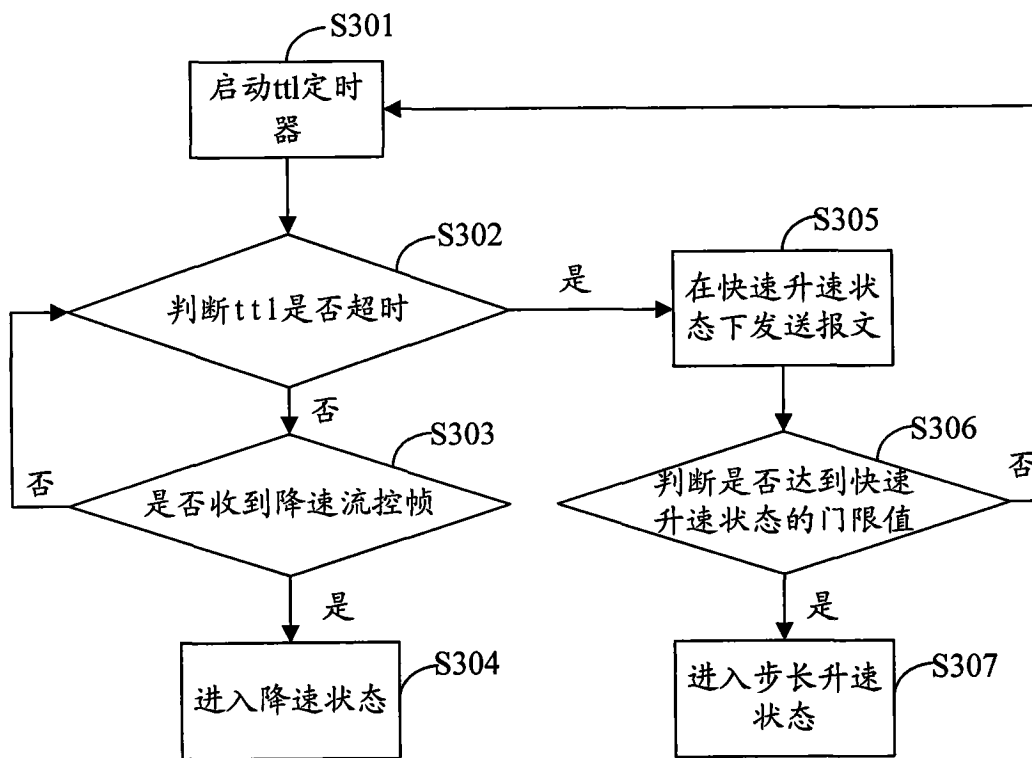 S301
启动ttl定时
器
S302
判断ttl是否超时
是
S305
在快速升速状
态下发送报文
否
S303
是否收到降速流控帧
否
S306
判断是否达到快速
升速状态的门限值
否
是
S304
进入降速状态
是
S307
进入步长升速
状态